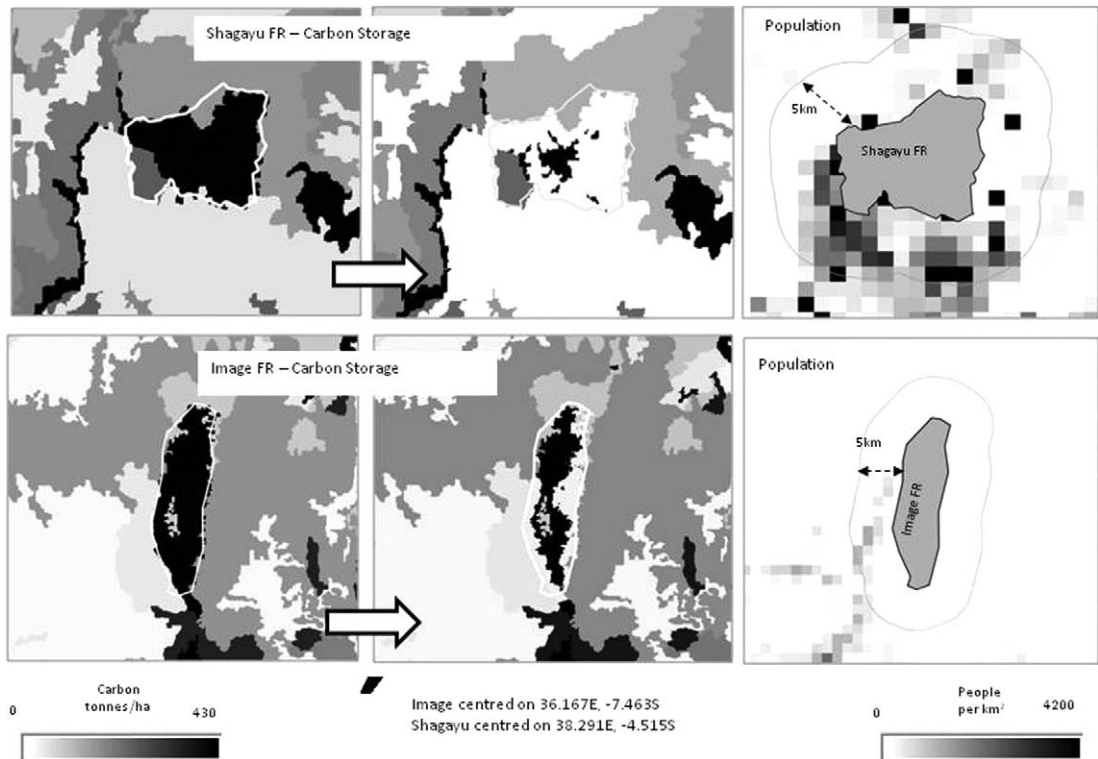 Shagayu FR – Carbon Storage
Population
5km
Shagayu FR
Image FR – Carbon Storage
Population
5km
Image FR
Carbon
tonnes/ha
0
430
Image centred on 36.167E, -7.463S
Shagayu centred on 38.291E, -4.515S
People
per km²
0
4200